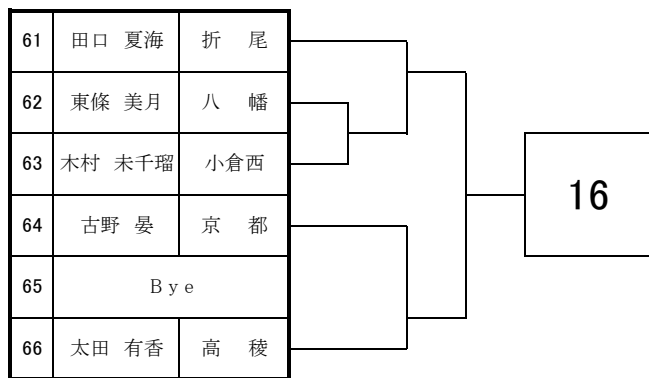 61 田口 夏海 折 尾
62 東條 美月 八 幡
63 木村 未千瑠 小倉西
64 古野 晏 京 都
65 Bye
66 太田 有香 高 稜
16